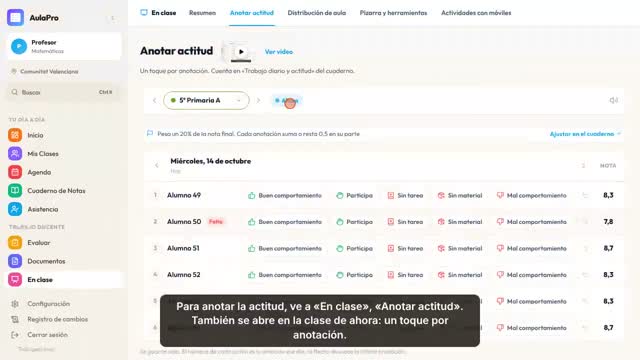 AulaPro
Profesor
Matemáticas
Comunitat Valenciana
Buscar
Ctrl K
TU DÍA A DÍA
Inicio
Mis Clases
Agenda
Cuaderno de Notas
Asistencia
TRABAJO DOCENTE
Evaluar
Documentos
En clase
Configuración
Registro de cambios
Cerrar sesión
En clase
Resumen
Anotar actitud
Distribución de aula
Pizarra y herramientas
Actividades con móviles
Anotar actitud
Ver vídeo
Un toque por anotación. Cuenta en «Trabajo diario y actitud» del cuaderno.
5º Primaria A
Pesa un 20% de la nota final. Cada anotación suma o resta 0,5 en su parte
Ajustar en el cuaderno
Miércoles, 14 de octubre
Hoy
NOTA
1 Alumno 49 Buen comportamiento Participa Sin tarea Sin material Mal comportamiento 8,3
2 Alumno 50 Falta Buen comportamiento Participa Sin tarea Sin material Mal comportamiento 7,8
3 Alumno 51 Buen comportamiento Participa Sin tarea Sin material Mal comportamiento 8,7
4 Alumno 52 Buen comportamiento Participa Sin tarea Sin material Mal comportamiento 8,3
8,7
8,7
Para anotar la actitud, ve a «En clase», «Anotar actitud».
También se abre en la clase de ahora: un toque por
anotación.